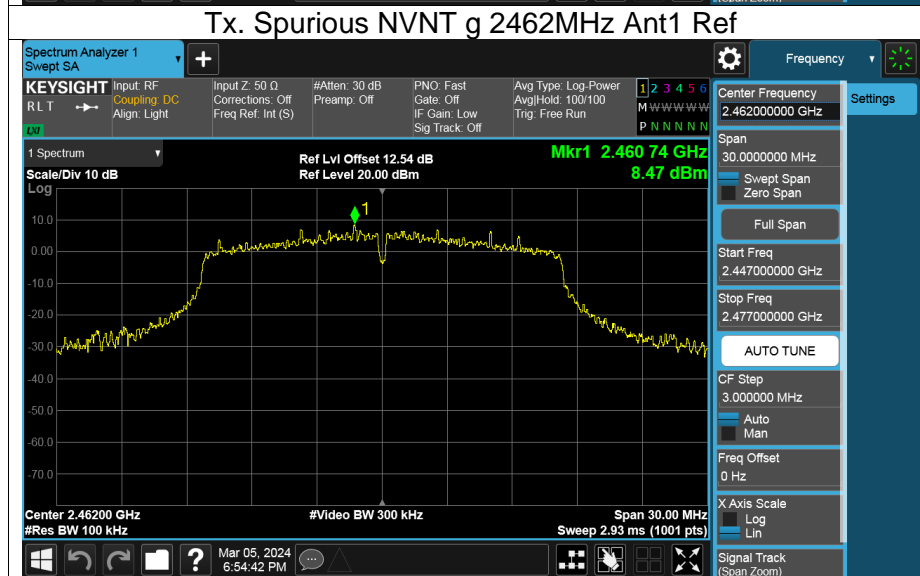 (Span Zoom)
Tx. Spurious NVNT g 2462MHz Ant1 Ref
Spectrum Analyzer 1
Swept SA
+
Frequency
KEYSIGHT
RLT
LXI
Input: RF
Coupling: DC
Align: Light
Input Z: 50 Ω
Corrections: Off
Freq Ref: Int (S)
#Atten: 30 dB
Preamp: Off
PNO: Fast
Gate: Off
IF Gain: Low
Sig Track: Off
Avg Type: Log-Power
Avg|Hold: 100/100
Trig: Free Run
1 2 3 4 5 6
M W W W W W
P N N N N N
1 Spectrum
Scale/Div 10 dB
Ref Lvl Offset 12.54 dB
Ref Level 20.00 dBm
Mkr1 2.460 74 GHz
8.47 dBm
Log
10.0
0.00
-10.0
-20.0
-30.0
-40.0
-50.0
-60.0
-70.0
1
Center 2.46200 GHz
#Res BW 100 kHz
#Video BW 300 kHz
Span 30.00 MHz
Sweep 2.93 ms (1001 pts)
Center Frequency
2.462000000 GHz
Settings
Span
30.0000000 MHz
Swept Span
Zero Span
Full Span
Start Freq
2.447000000 GHz
Stop Freq
2.477000000 GHz
AUTO TUNE
CF Step
3.000000 MHz
Auto
Man
Freq Offset
0 Hz
X Axis Scale
Log
Lin
Signal Track
(Span Zoom)
?
Mar 05, 2024
6:54:42 PM